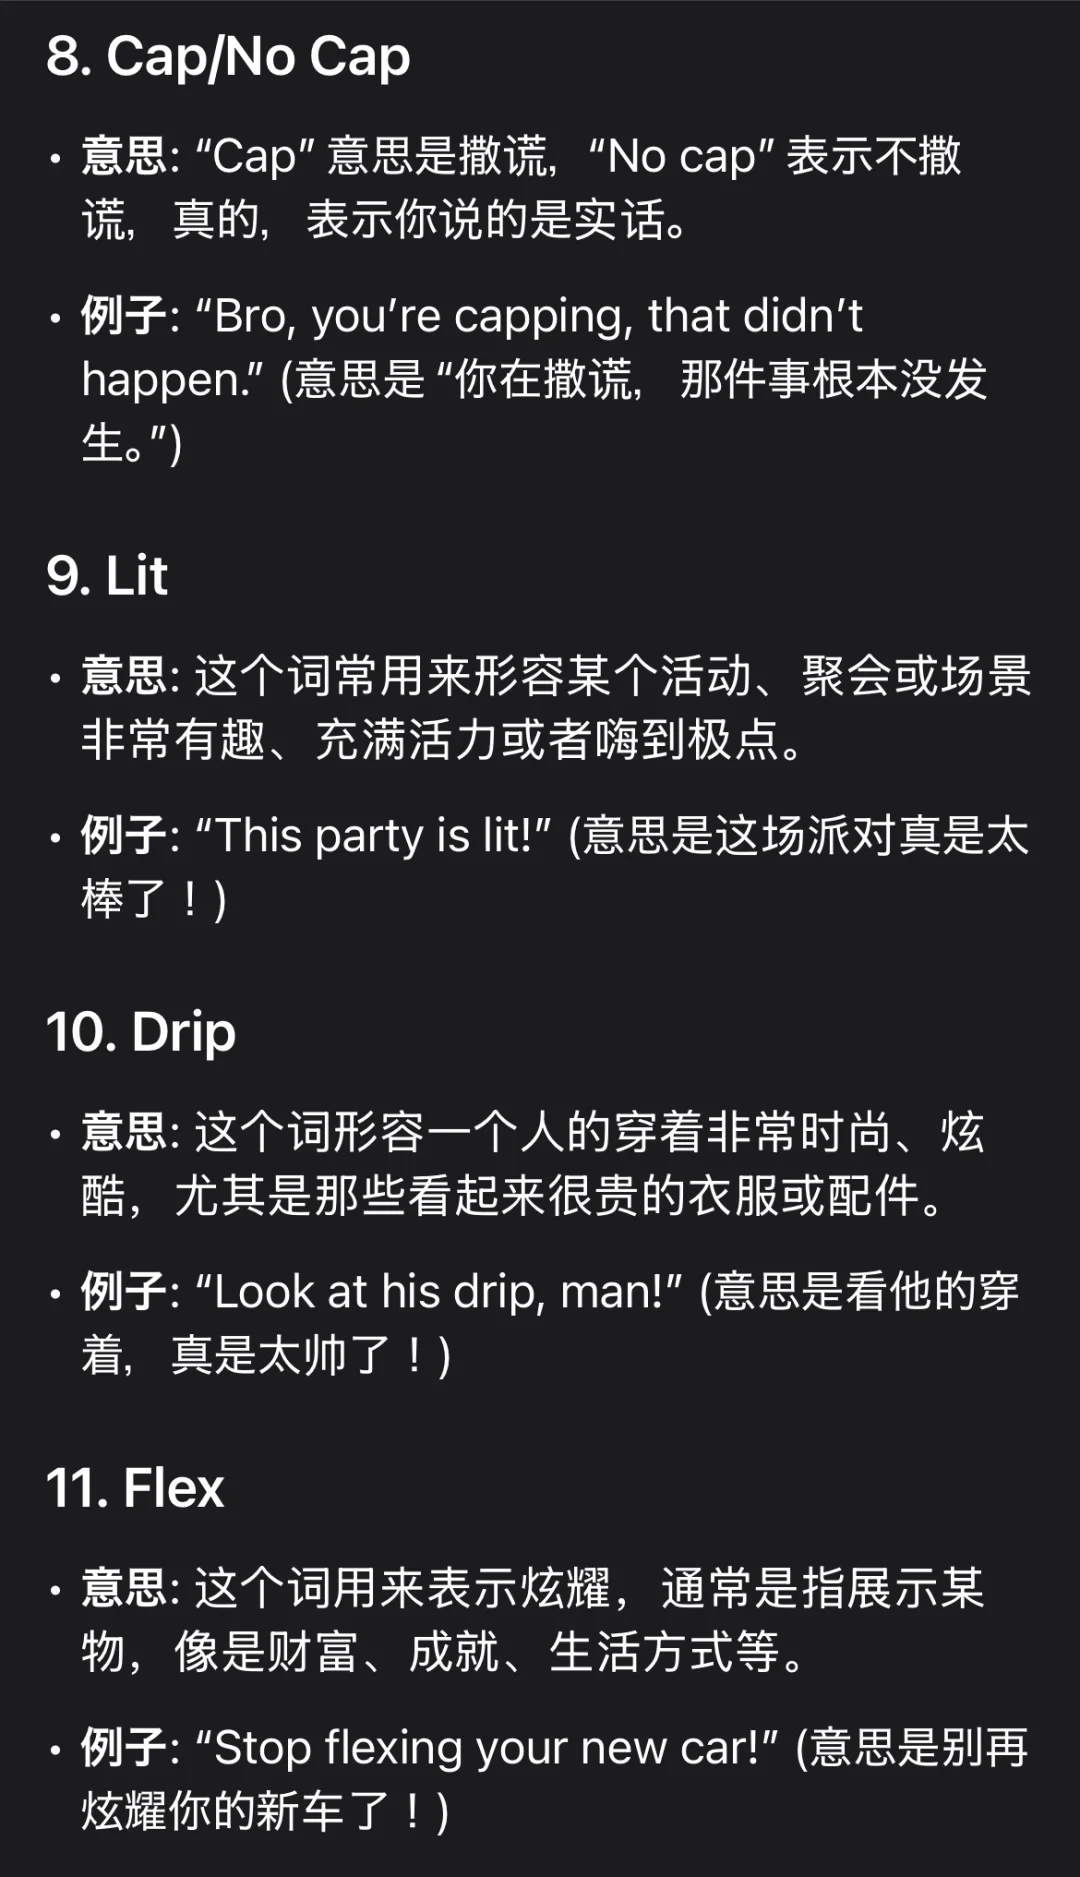 8. Cap/No Cap
• 意思: “Cap” 意思是撒谎，“No cap” 表示不撒
谎，真的，表示你说的是实话。
• 例子: “Bro, you’re capping, that didn’t
happen.” (意思是 “你在撒谎，那件事根本没发
生。”)
9. Lit
• 意思: 这个词常用来形容某个活动、聚会或场景
非常有趣、充满活力或者嗨到极点。
• 例子: “This party is lit!” (意思是这场派对真是太
棒了！)
10. Drip
• 意思: 这个词形容一个人的穿着非常时尚、炫
酷，尤其是那些看起来很贵的衣服或配件。
• 例子: “Look at his drip, man!” (意思是看他的穿
着，真是太帅了！)
11. Flex
• 意思: 这个词用来表示炫耀，通常是指展示某
物，像是财富、成就、生活方式等。
• 例子: “Stop flexing your new car!” (意思是别再
炫耀你的新车了！)